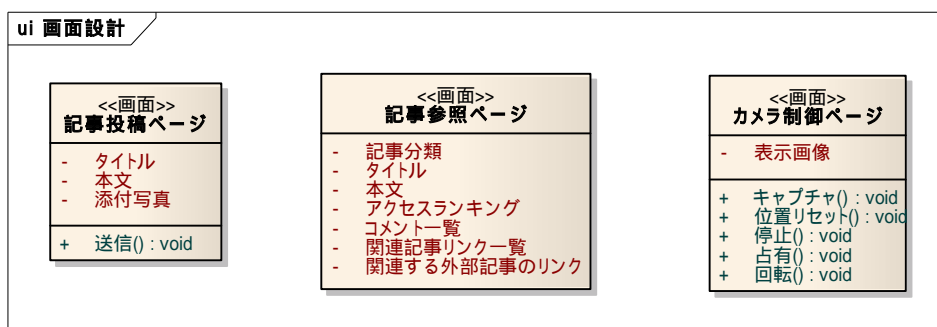 ui 画面設計
<<画面>>
記事投稿ページ
- タイトル
- 本文
- 添付写真
+ 送信() : void
<<画面>>
記事参照ページ
- 記事分類
- タイトル
- 本文
- アクセスランキング
- コメント一覧
- 関連記事リンク一覧
- 関連する外部記事のリンク
<<画面>>
カメラ制御ページ
- 表示画像
+ キャプチャ() : void
+ 位置リセット() : void
+ 停止() : void
+ 占有() : void
+ 回転() : void